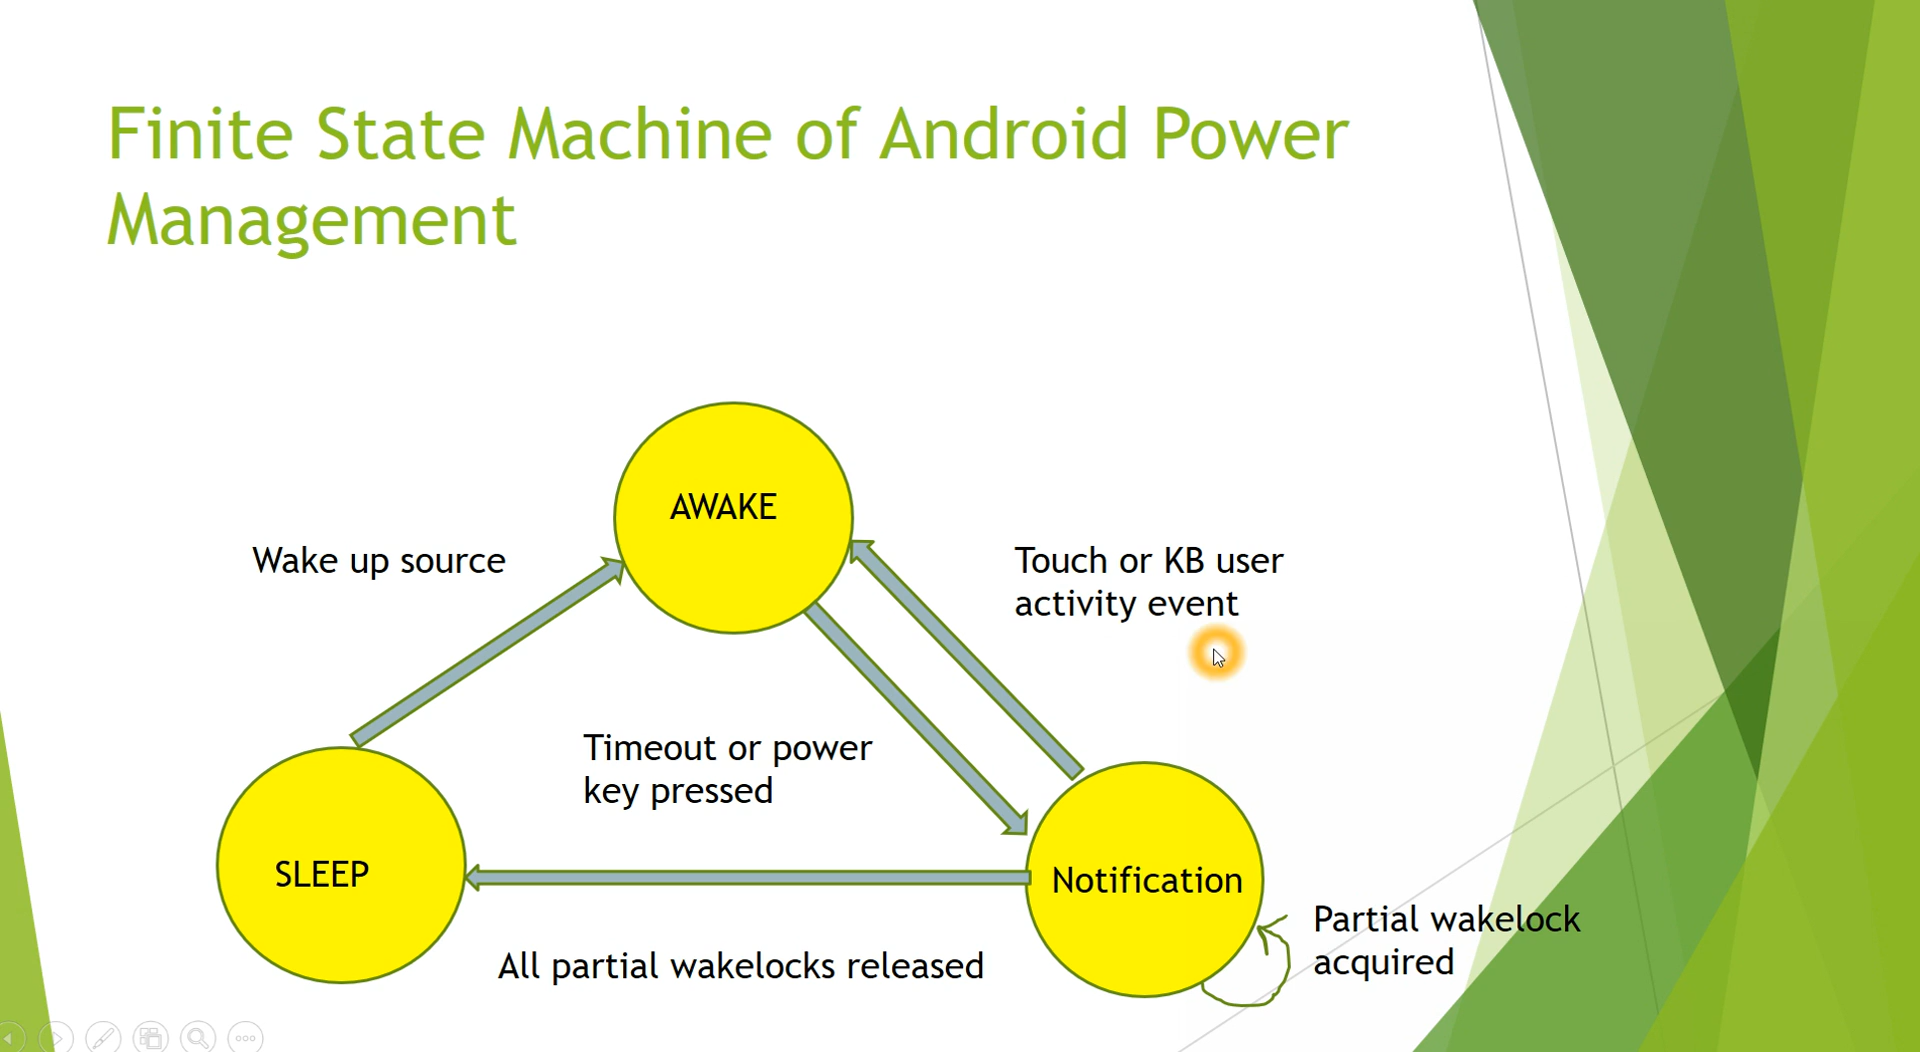 Finite State Machine of Android Power
Management
AWAKE
Wake up source
Touch or KB user
activity event
Timeout or power
key pressed
SLEEP
Notification
Partial wakelock
acquired
All partial wakelocks released